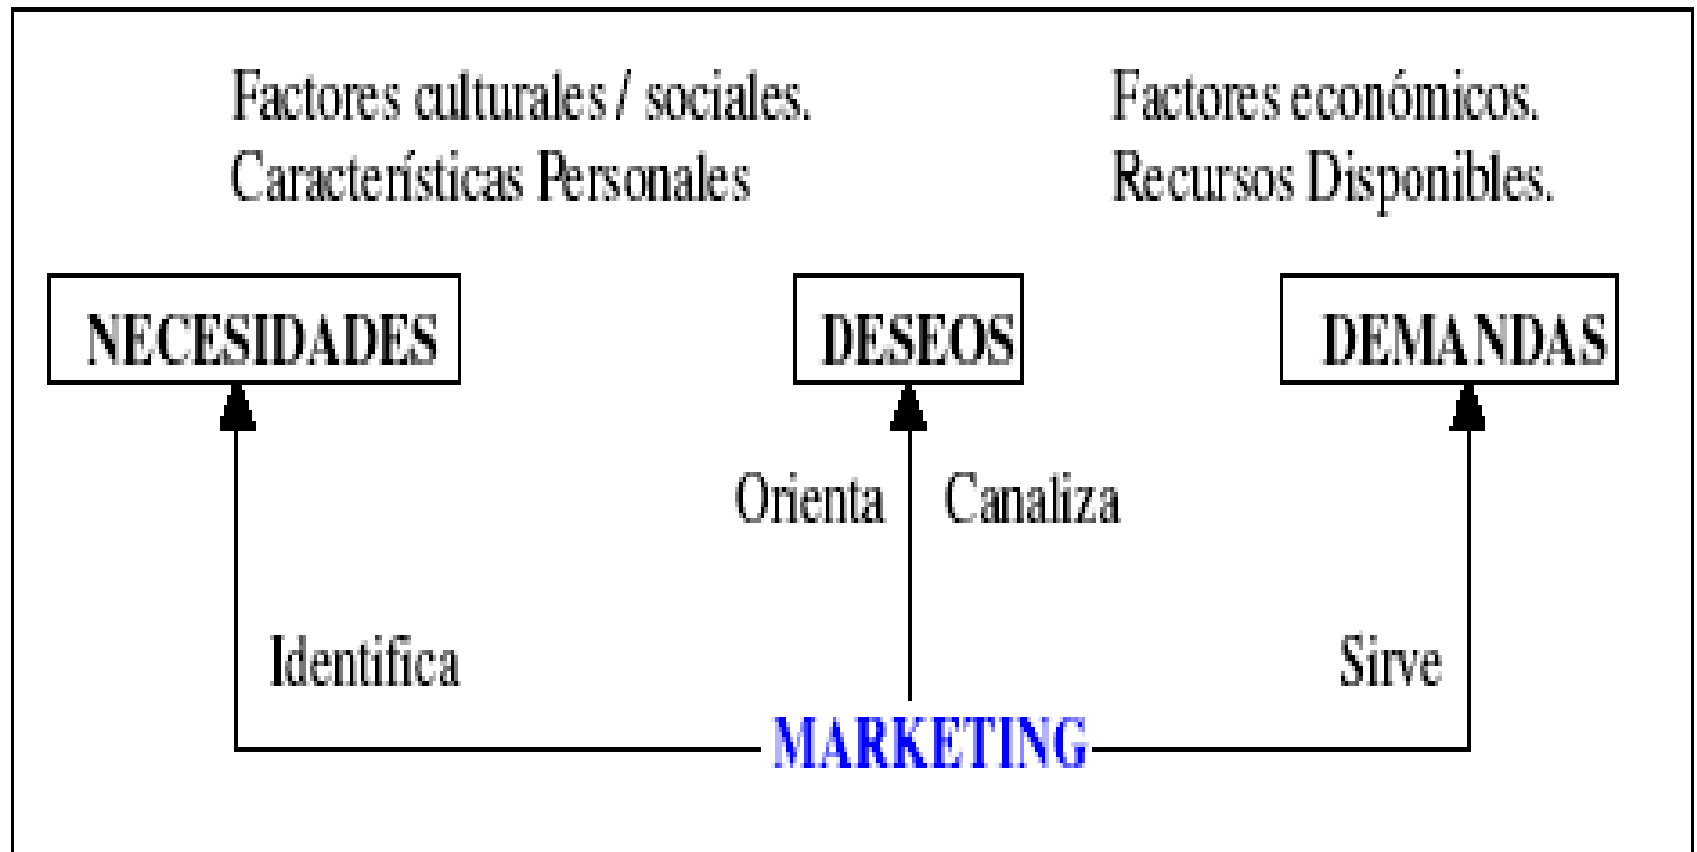 Factores culturales / sociales.
Características Personales
Factores económicos.
Recursos Disponibles.
NECESIDADES
DESEOS
DEMANDAS
Orienta
Canaliza
Identifica
Sirve
MARKETING